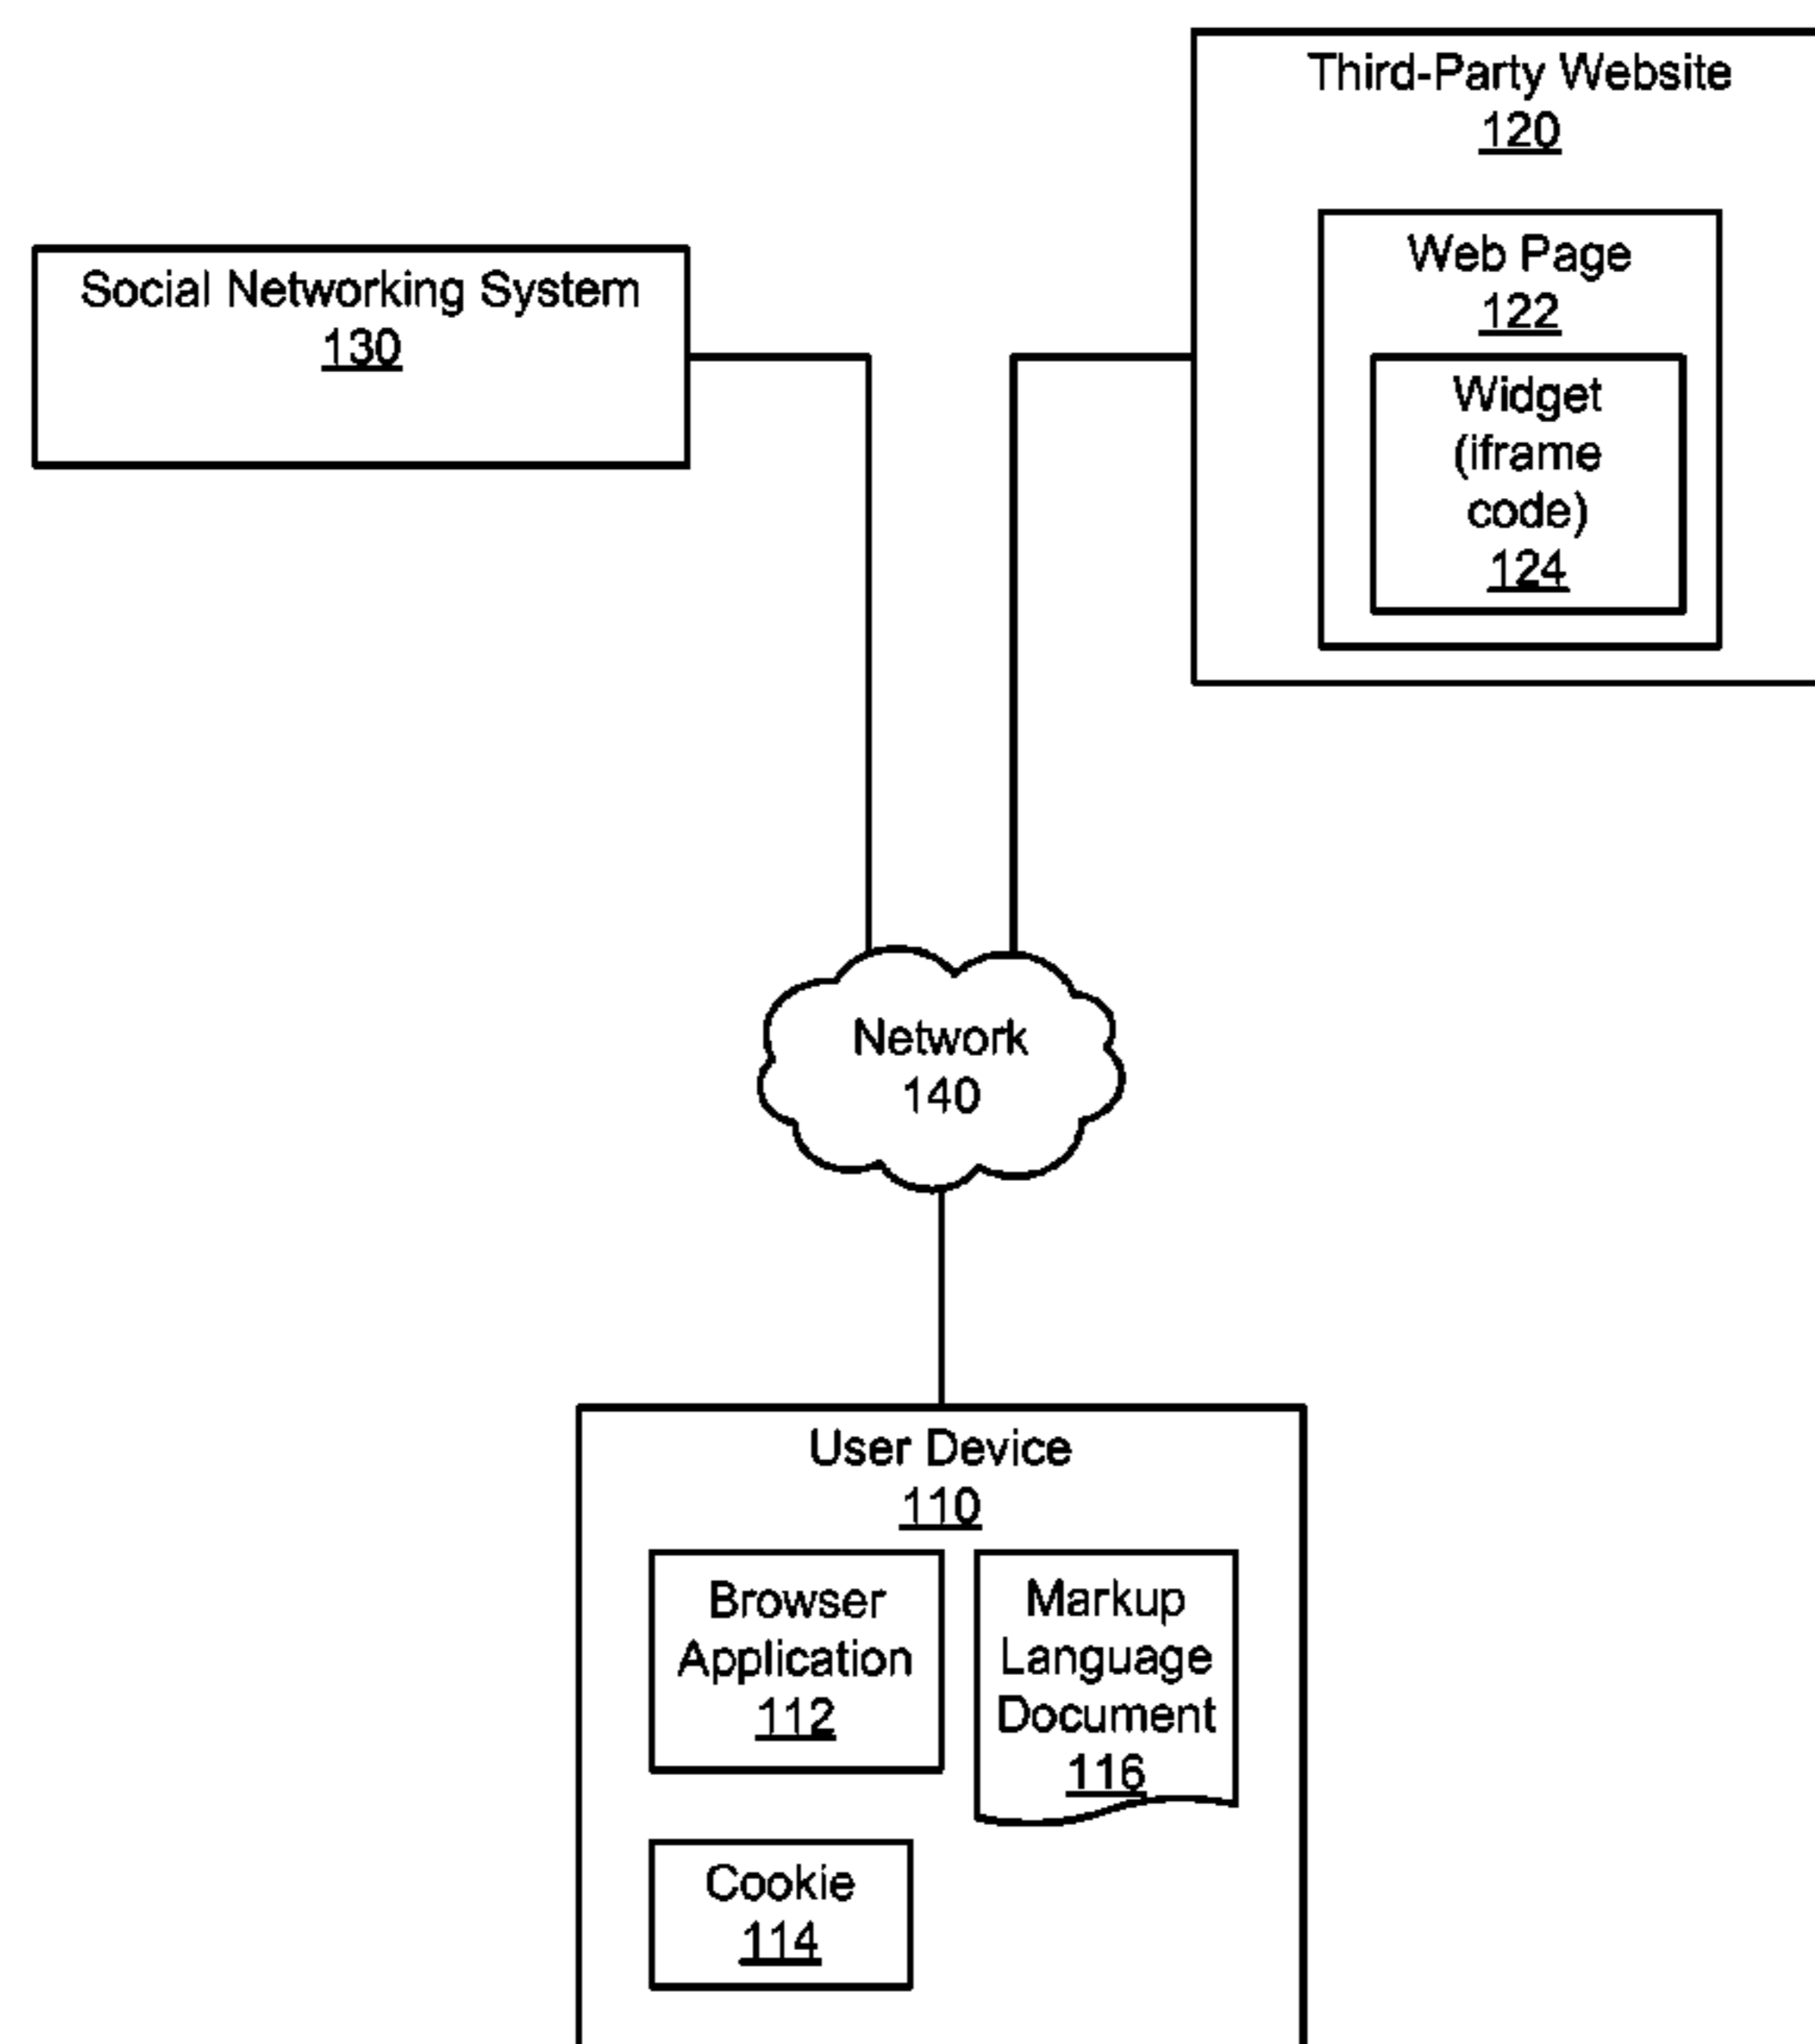 Third-Party Website
120
Social Networking System
130
Web Page
122
Widget
(iframe
code)
124
Network
140
User Device
110
Browser
Application
112
Markup
Language
Document
116
Cookie
114